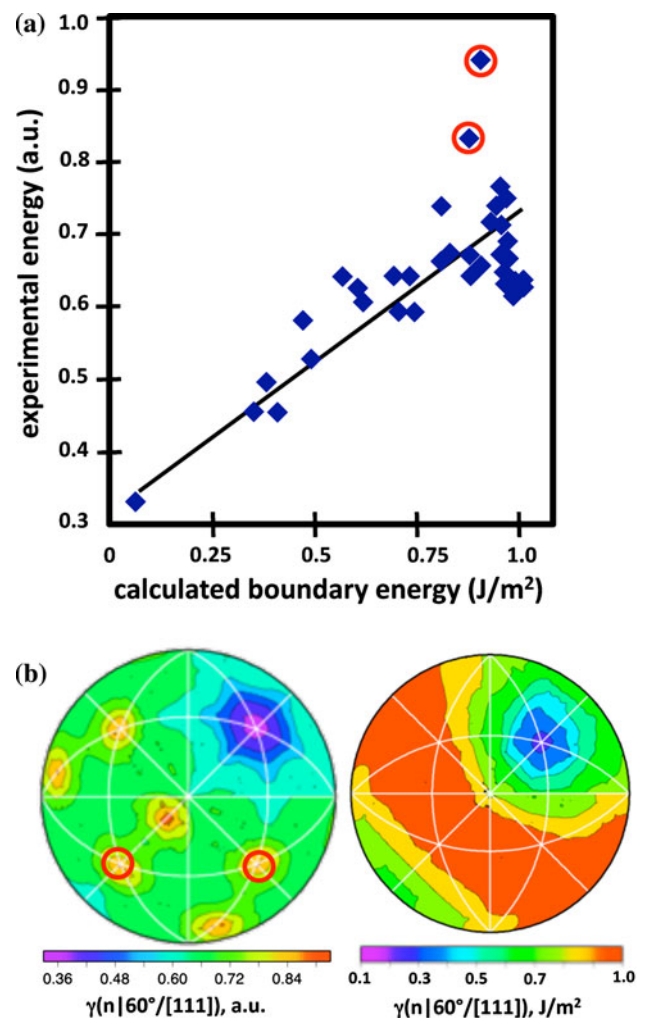 (a)
1.0
0.9
0.8
0.7
0.6
0.5
0.4
0.3
experimental energy (a.u.)
0 0.25 0.5 0.75 1.0
calculated boundary energy (J/m²)
(b)
0.36 0.48 0.60 0.72 0.84
γ(n|60°/[111]), a.u.
0.1 0.3 0.5 0.7 1.0
γ(n|60°/[111]), J/m²